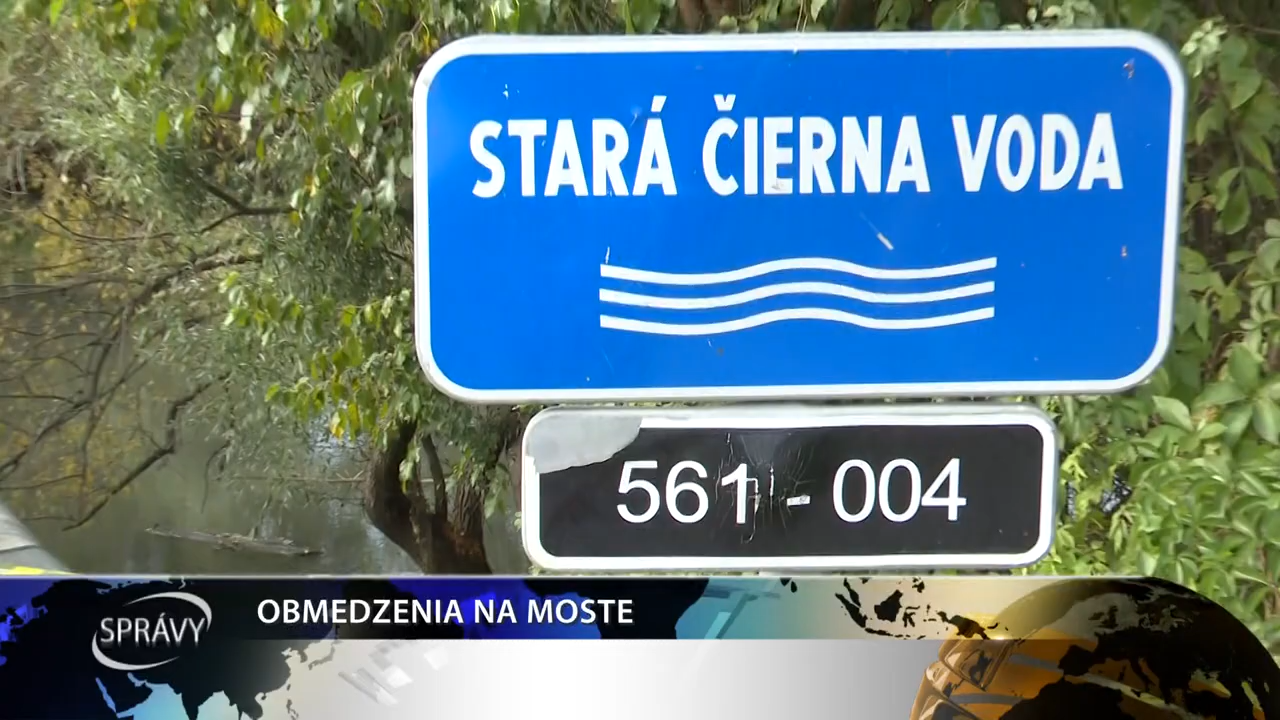 STARÁ ČIERNA VODA
561 - 004
SPRÁVY
OBMEDZENIA NA MOSTE